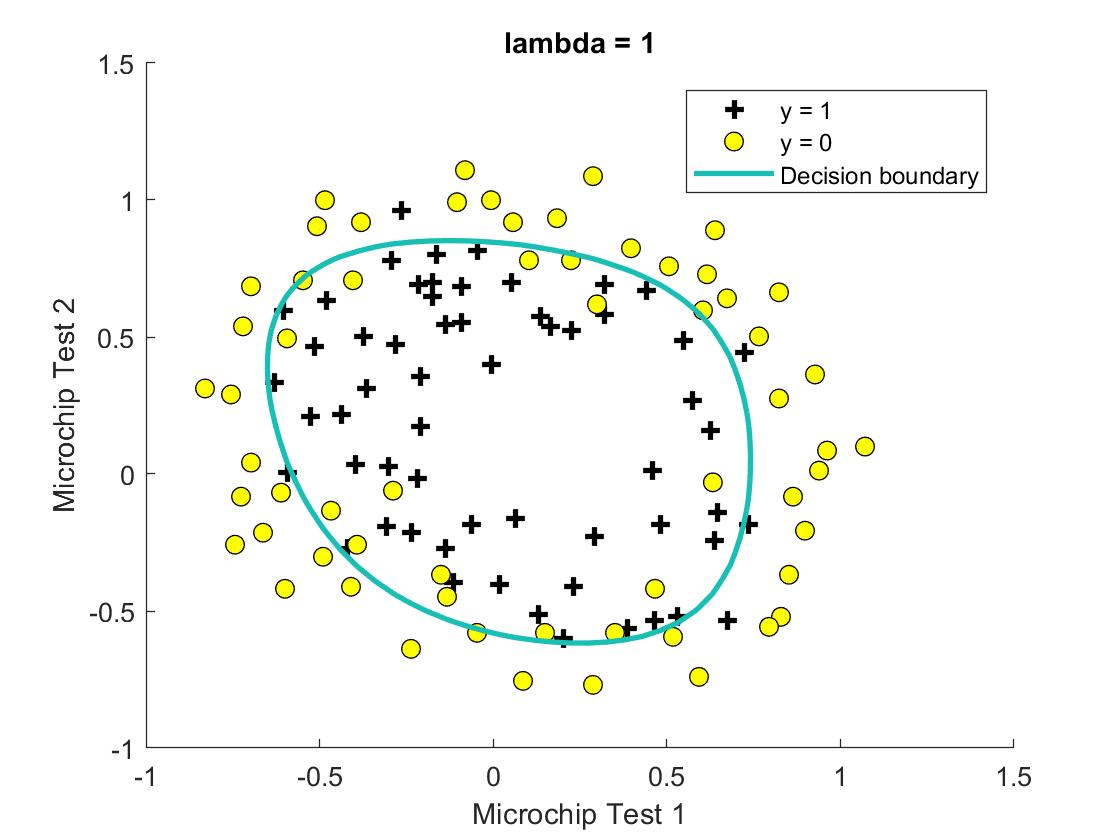 lambda = 1
1.5
1
0.5
0
-0.5
-1
Microchip Test 2
y = 1
y = 0
Decision boundary
-1 -0.5 0 0.5 1 1.5
Microchip Test 1